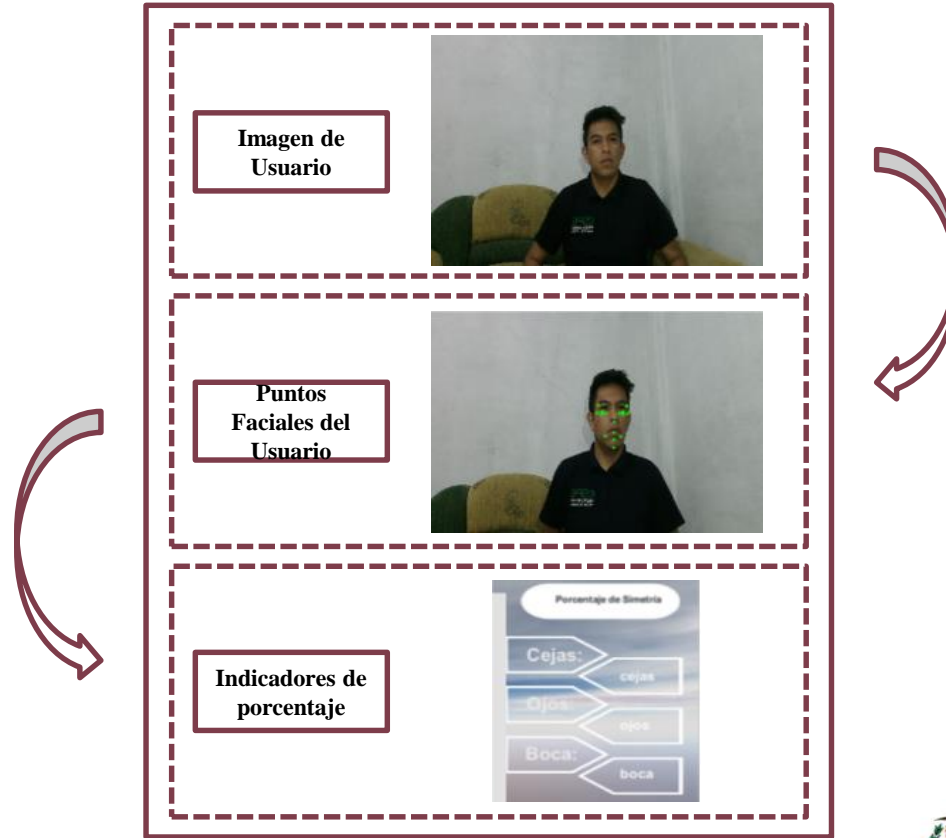 Imagen de
Usuario
Puntos
Faciales del
Usuario
Indicadores de
porcentaje
Porcentaje de Simetría
Cejas:
cejas
Ojos:
ojos
Boca:
boca